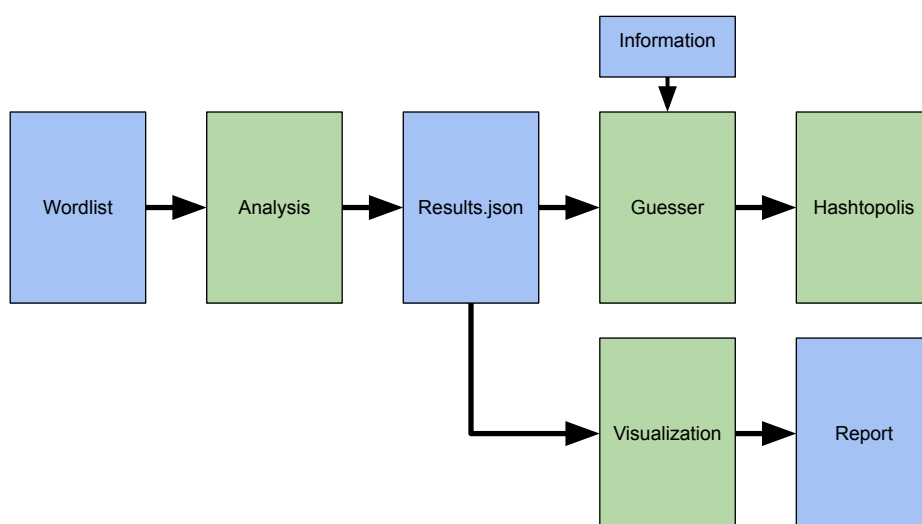 Information
Wordlist
Analysis
Results.json
Guesser
Hashtopolis
Visualization
Report